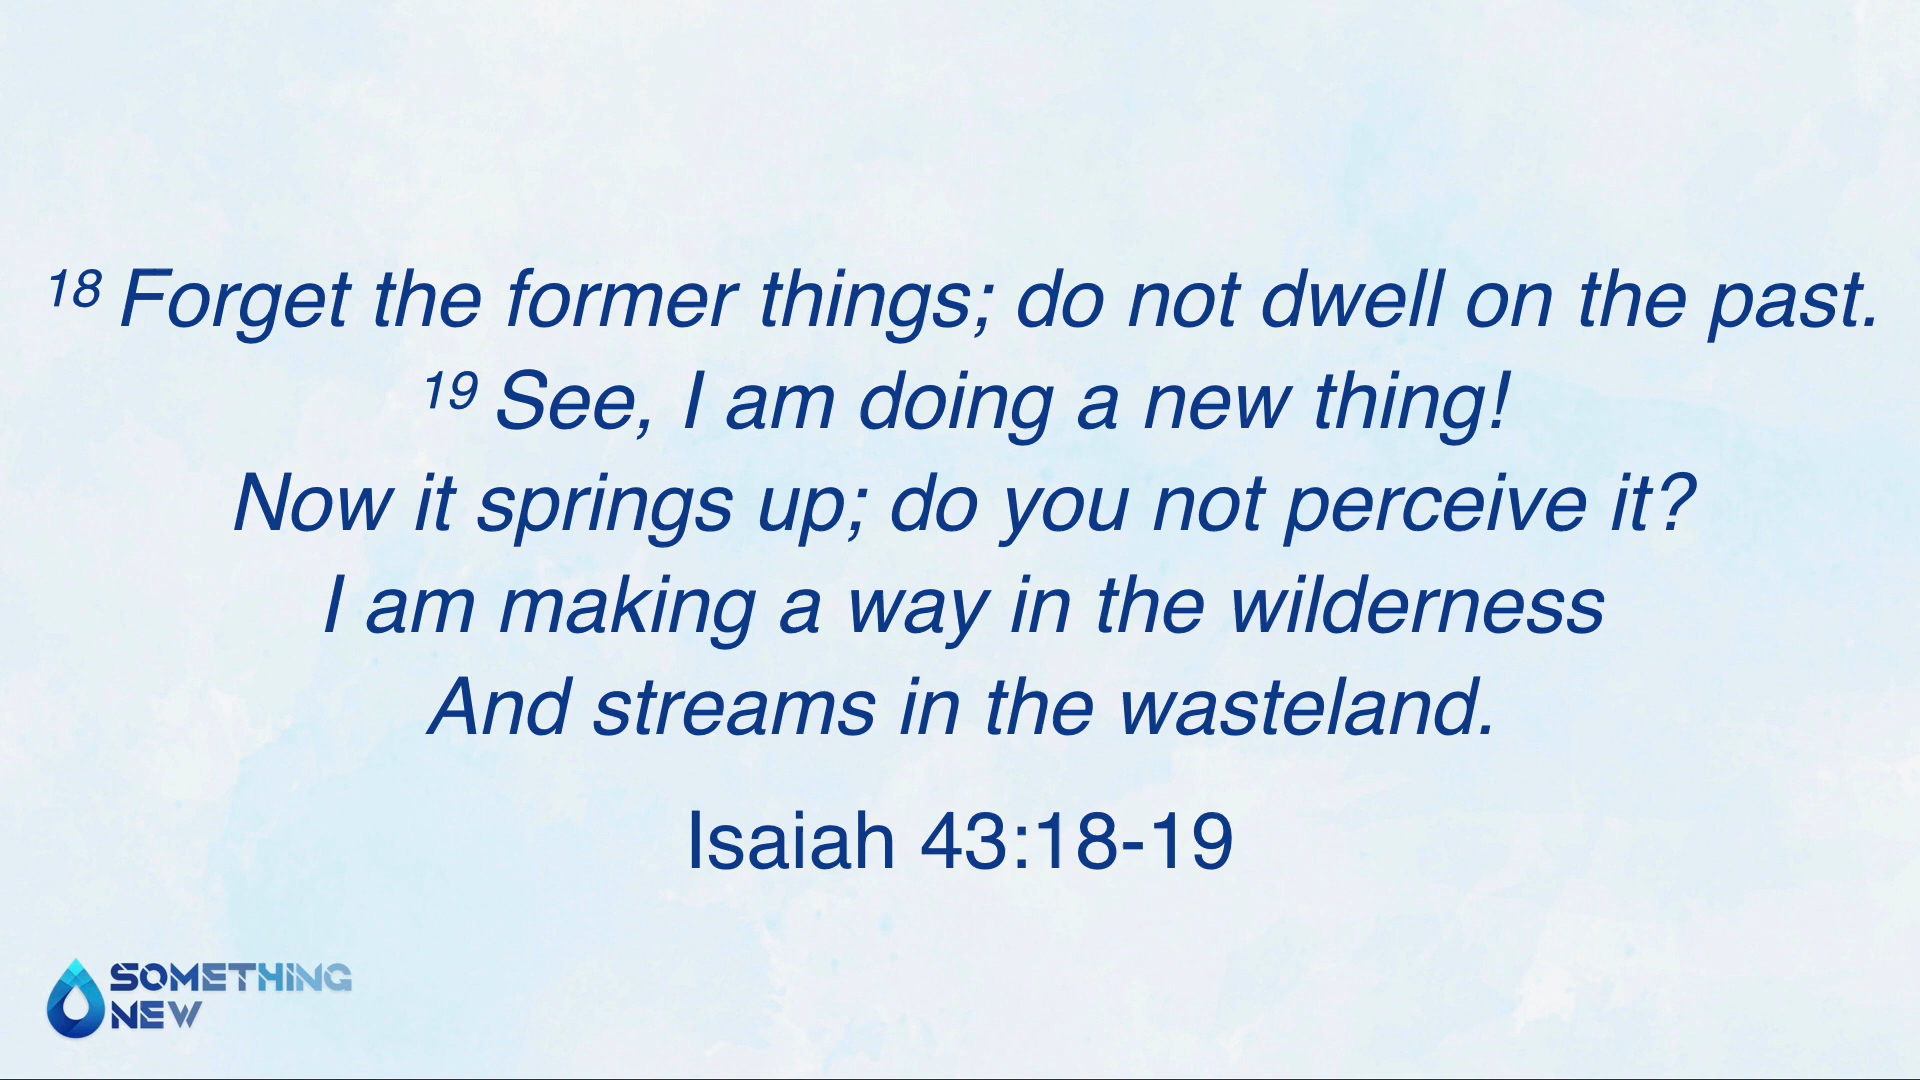 18 Forget the former things; do not dwell on the past.
19 See, I am doing a new thing!
Now it springs up; do you not perceive it?
I am making a way in the wilderness
And streams in the wasteland.
Isaiah 43:18-19
SOMETHING
NEW